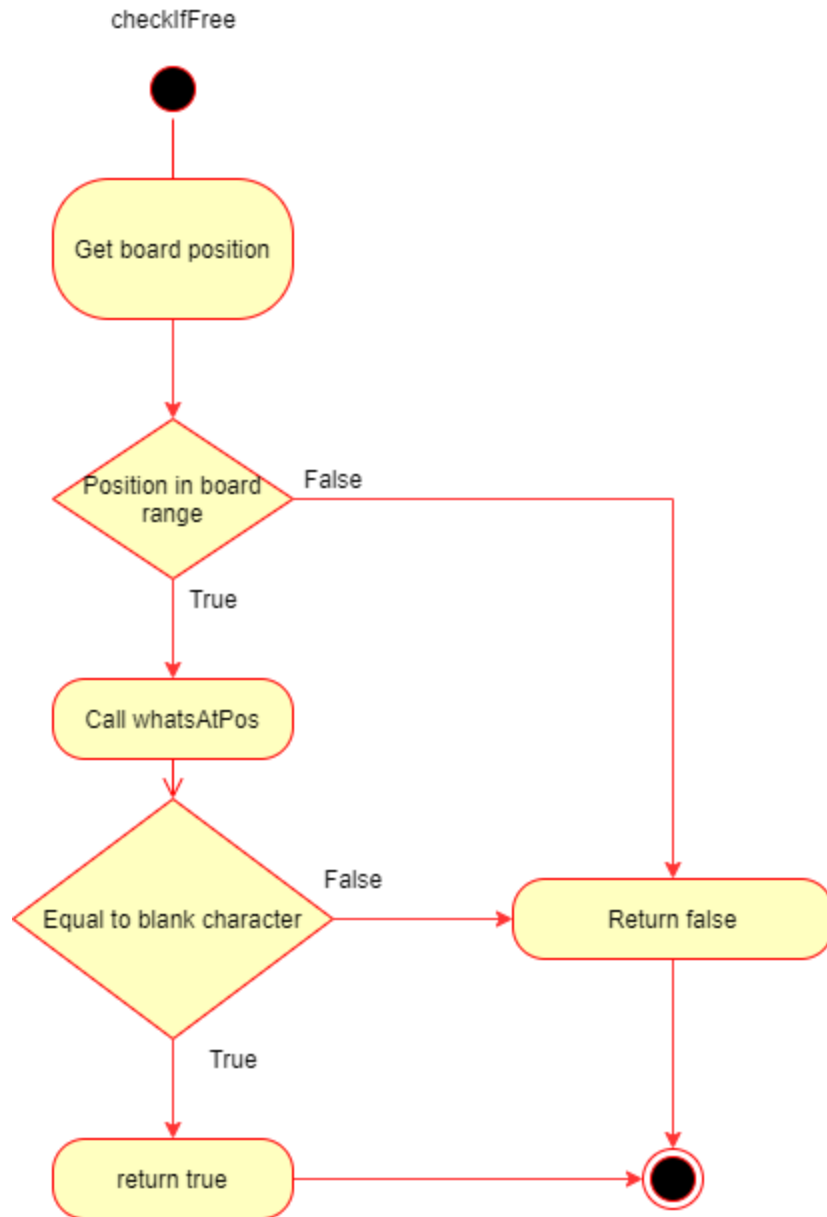 checkIfFree
Get board position
Position in board
range
False
True
Call whatsAtPos
False
Equal to blank character
Return false
True
return true